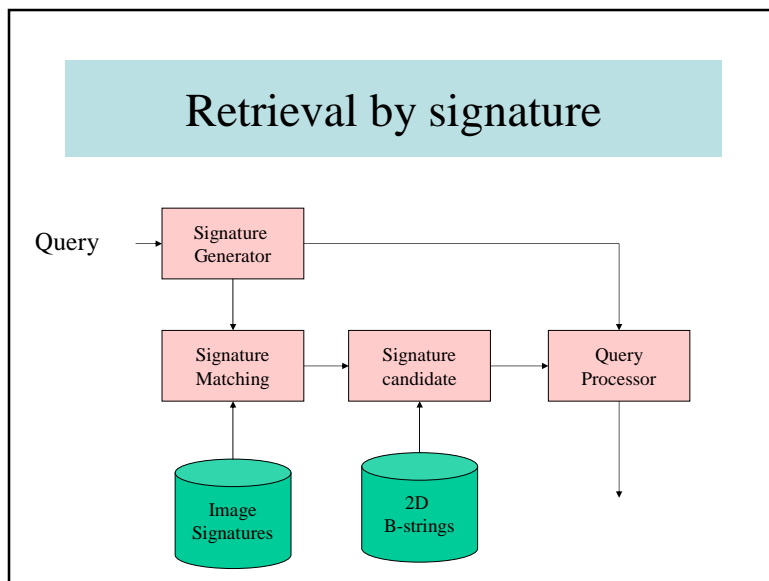 Retrieval by signature
Query
Signature
Generator
Signature
Matching
Signature
candidate
Query
Processor
Image
Signatures
2D
B-strings